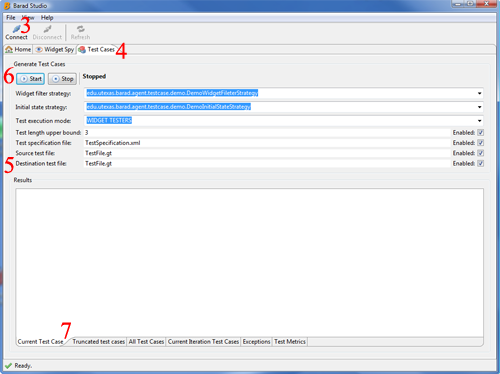 Barad Studio
File View Help
3
Connect Disconnect Refresh
Home Widget Spy Test Cases 4
Generate Test Cases
6 Start Stop Stopped
Widget filter strategy: edu.utexas.barad.agent.testcase.demo.DemoWidgetFileterStrategy
Initial state strategy: edu.utexas.barad.agent.testcase.demo.DemoInitialStateStrategy
Test execution mode: WIDGET TESTERS
Test length upper bound: 3 Enabled:
Test specification file: TestSpecification.xml Enabled:
Source test file: TestFile.gt Enabled:
5 Destination test file: TestFile.gt Enabled:
Results
7
Current Test Case Truncated test cases All Test Cases Current Iteration Test Cases Exceptions Test Metrics
Ready.